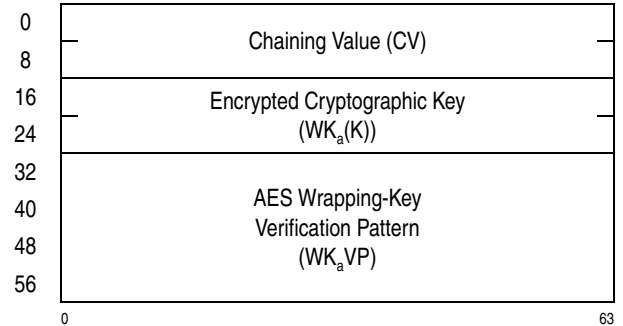 0
Chaining Value (CV)
8
16
Encrypted Cryptographic Key
24
(WKa(K))
32
AES Wrapping-Key
40
Verification Pattern
48
(WKaVP)
56
0 63